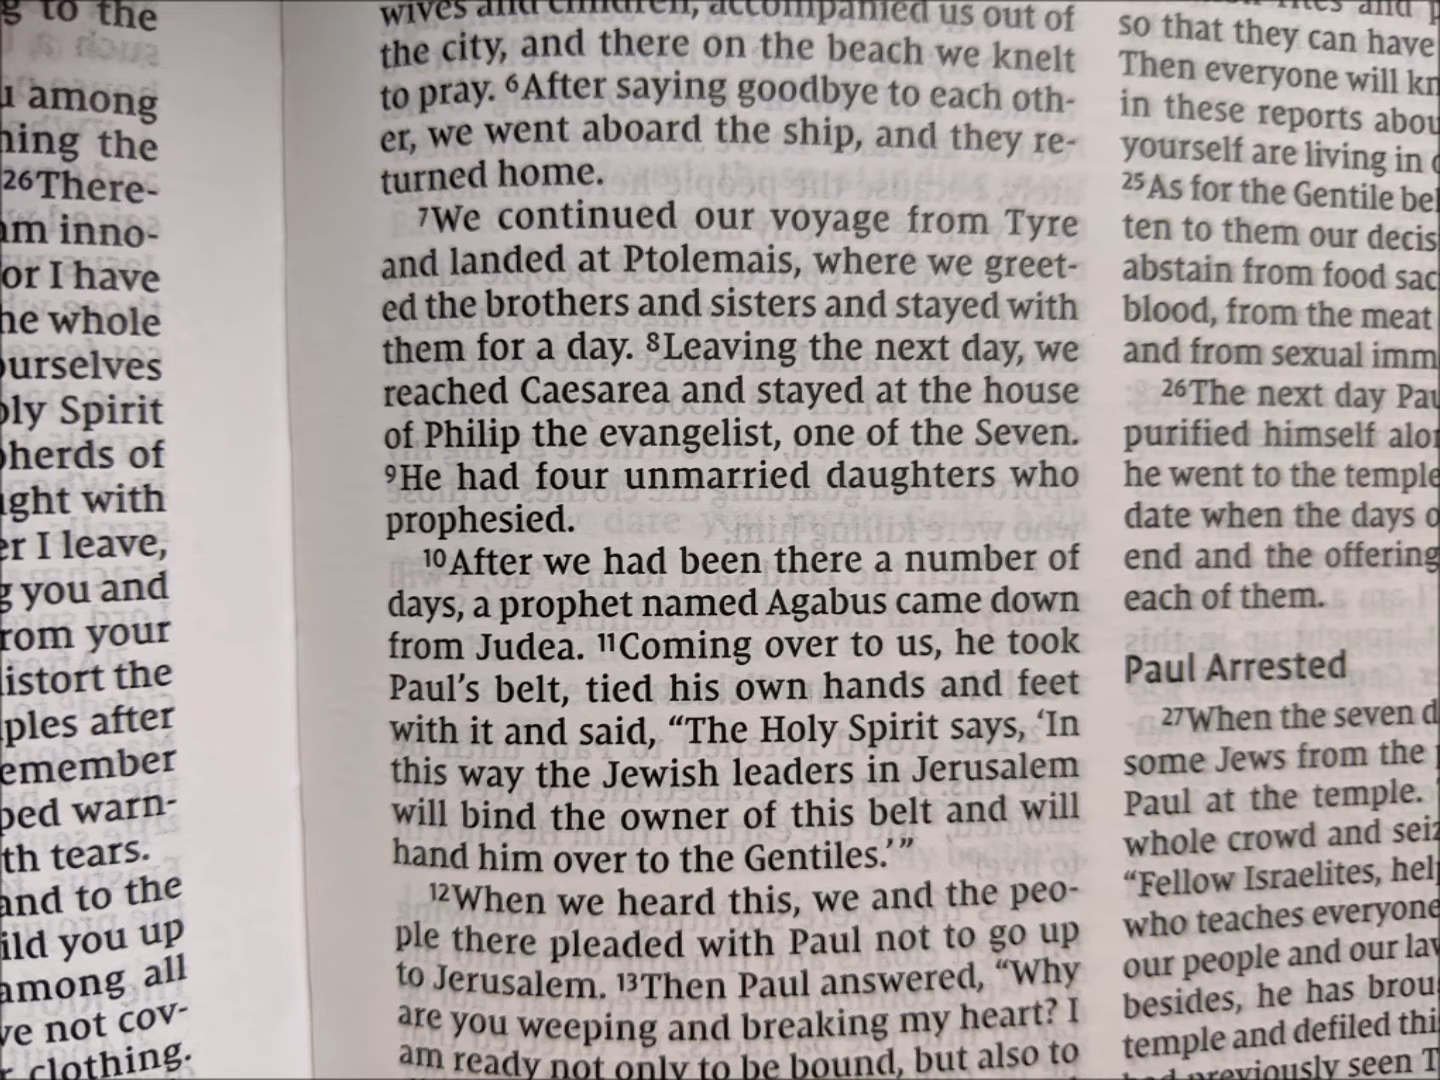 g to the
among
the
26There-
inno-
or I have
whole
Spirit
of
with
I leave,
you and
your
the
after
warn-
tears.
and to the
you up
among all
not cov-
clothing.
wives and children, accompanied us out of
the city, and there on the beach we knelt
to pray. 6After saying goodbye to each oth-
er, we went aboard the ship, and they re-
turned home.
7We continued our voyage from Tyre
and landed at Ptolemais, where we greet-
ed the brothers and sisters and stayed with
them for a day. 8Leaving the next day, we
reached Caesarea and stayed at the house
of Philip the evangelist, one of the Seven.
9He had four unmarried daughters who
prophesied.
10After we had been there a number of
days, a prophet named Agabus came down
from Judea. 11Coming over to us, he took
Paul's belt, tied his own hands and feet
with it and said, “The Holy Spirit says, ‘In
this way the Jewish leaders in Jerusalem
will bind the owner of this belt and will
hand him over to the Gentiles.’”
12When we heard this, we and the peo-
ple there pleaded with Paul not to go up
to Jerusalem. 13Then Paul answered, “Why
are you weeping and breaking my heart? I
am ready not only to be bound, but also to
so that they can have
Then everyone will
in these reports
yourself are living in
25As for the Gentile
ten to them our
abstain from food
blood, from the meat
and from sexual
26The next day
purified himself
he went to the temple
date when the days
end and the offering
each of them.
Paul Arrested
27When the seven
some Jews from the
Paul at the temple.
whole crowd and
“Fellow Israelites,
who teaches everyone
our people and our
besides, he has
temple and defiled
previously seen